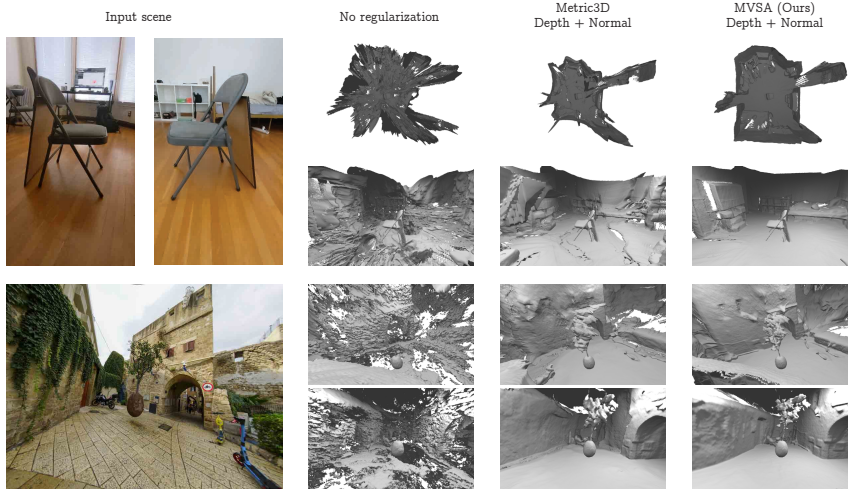 Input scene
No regularization
Metric3D
Depth + Normal
MVSA (Ours)
Depth + Normal